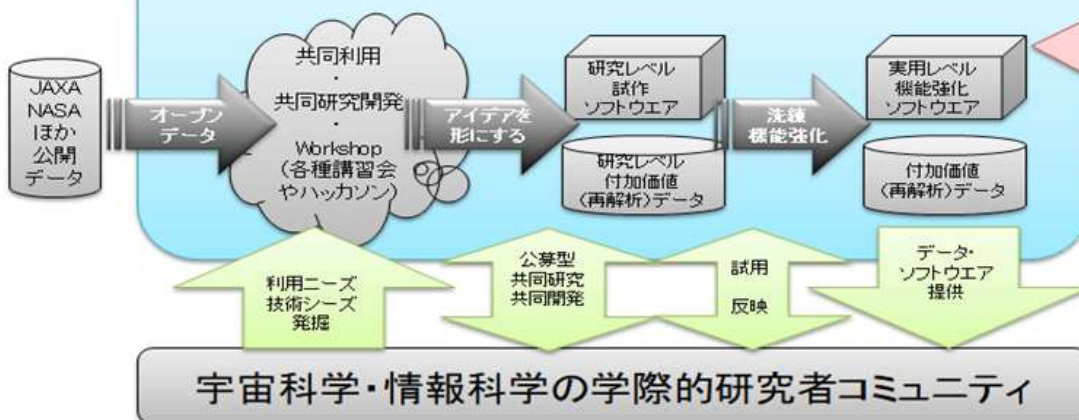 JAXA
NASA
ほか
公開
データ
オープン
データ
共同利用
・
共同研究開発
・
Workshop
(各種講習会
やハッカソン)
アイデアを
形にする
研究レベル
試作
ソフトウエア
研究レベル
付加価値
(再解析)データ
洗練
機能強化
実用レベル
機能強化
ソフトウエア
付加価値
(再解析)データ
利用ニーズ
技術シーズ
発掘
公募型
共同研究
共同開発
試用
反映
データ・
ソフトウエア
提供
宇宙科学・情報科学の学際的研究者コミュニティ